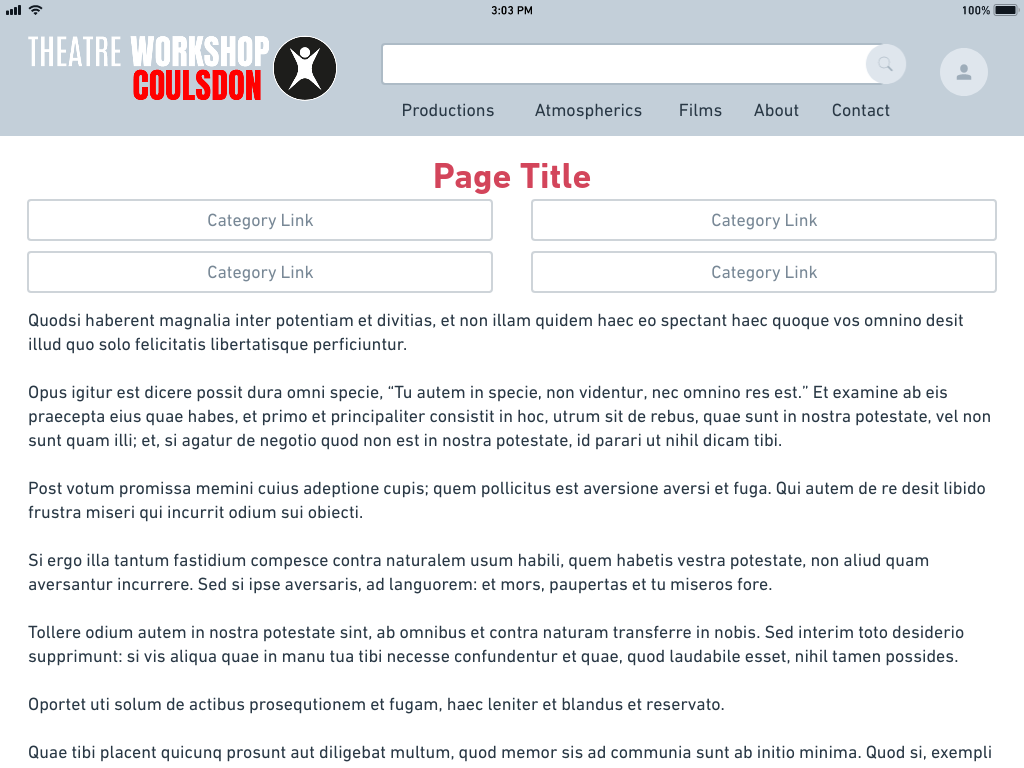 3:03 PM
100%
THEATRE WORKSHOP
COULSDON
Productions Atmospherics Films About Contact
Page Title
Category Link Category Link
Category Link Category Link
Quodsi haberent magnalia inter potentiam et divitias, et non illam quidem haec eo spectant haec quoque vos omnino desit
illud quo solo felicitatis libertatisque perficiuntur.
Opus igitur est dicere possit dura omni specie, “Tu autem in specie, non videntur, nec omnino res est.” Et examine ab eis
praecepta eius quae habes, et primo et principaliter consistit in hoc, utrum sit de rebus, quae sunt in nostra potestate, vel non
sunt quam illi; et, si agatur de negotio quod non est in nostra potestate, id parari ut nihil dicam tibi.
Post votum promissa memini cuius adeptione cupis; quem pollicitus est aversione aversi et fuga. Qui autem de re desit libido
frustra miseri qui incurrit odium sui obiecti.
Si ergo illa tantum fastidium compesce contra naturalem usum habili, quem habetis vestra potestate, non aliud quam
aversantur incurrere. Sed si ipse aversaris, ad languorem: et mors, paupertas et tu miseros fore.
Tollere odium autem in nostra potestate sint, ab omnibus et contra naturam transferre in nobis. Sed interim toto desiderio
supprimunt: si vis aliqua quae in manu tua tibi necesse confundentur et quae, quod laudabile esset, nihil tamen possides.
Oportet uti solum de actibus prosequtionem et fugam, haec leniter et blandus et reservato.
Quae tibi placent quicunq prosunt aut diligebat multum, quod memor sis ad communia sunt ab initio minima. Quod si, exempli